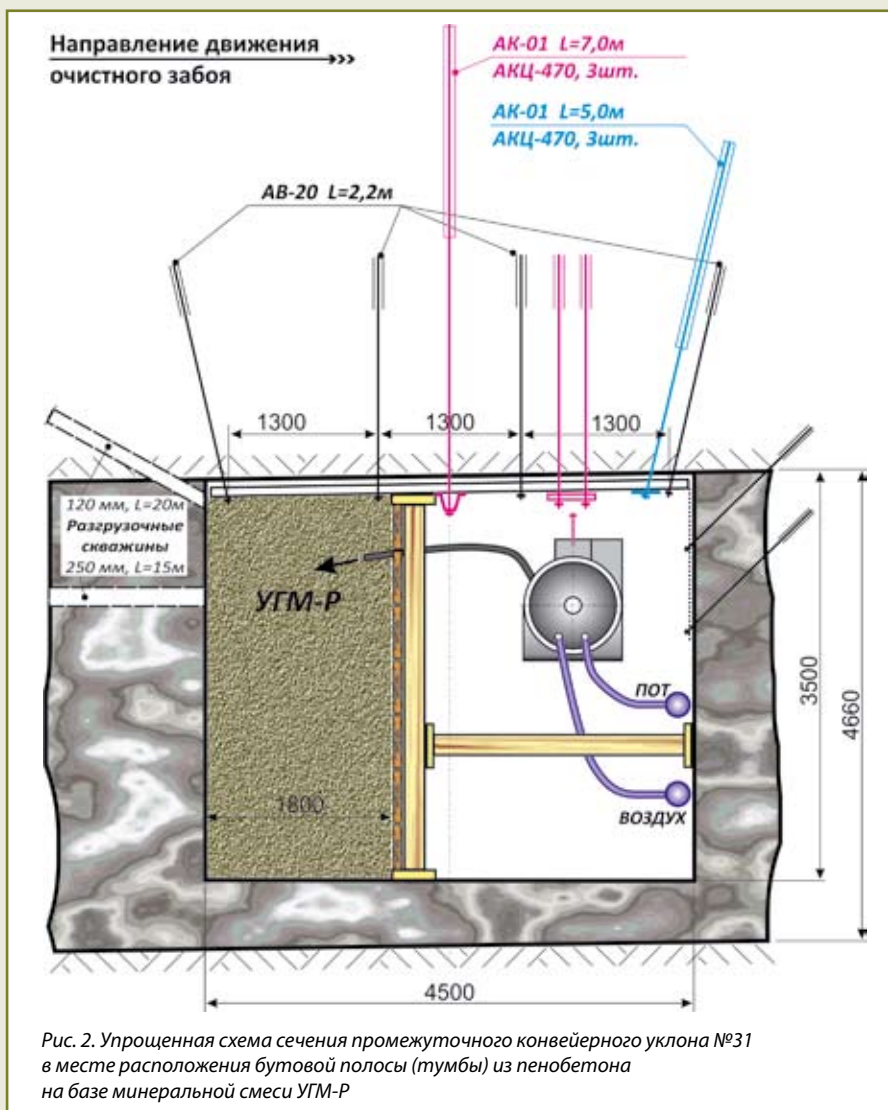 Направление движения
очистного забоя
АК-01 L=7,0м
АКЦ-470, 3шт.
АК-01 L=5,0м
АКЦ-470, 3шт.
АВ-20 L=2,2м
1300
1300
1300
120 мм, L=20м
Разгрузочные
скважины
250 мм, L=15м
УГМ-Р
ПОТ
ВОЗДУХ
1800
3500
4660
4500
Рис. 2. Упрощенная схема сечения промежуточного конвейерного уклона №31
в месте расположения бутовой полосы (тумбы) из пенобетона
на базе минеральной смеси УГМ-Р